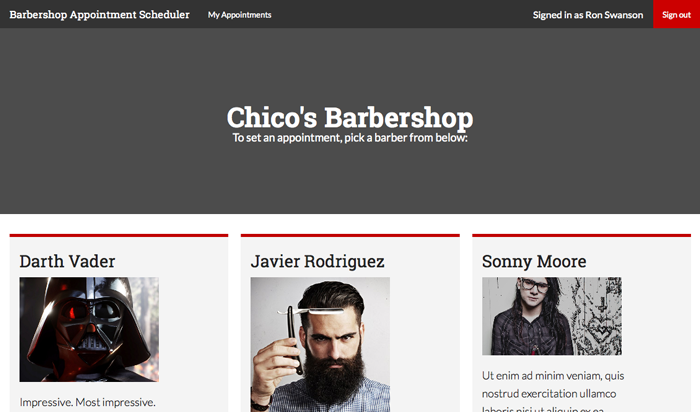 Barbershop Appointment Scheduler My Appointments Signed in as Ron Swanson Sign out
Chico's Barbershop
To set an appointment, pick a barber from below:
Darth Vader
Impressive. Most impressive.
Javier Rodriguez
Sonny Moore
Ut enim ad minim veniam, quis
nostrud exercitation ullamco
laboris nisi ut aliquip ex ea